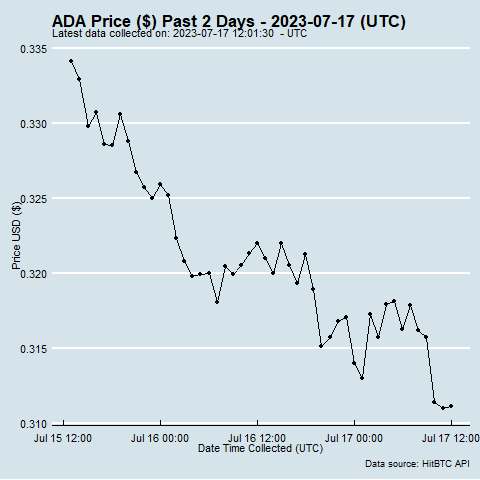 ADA Price ($) Past 2 Days - 2023-07-17 (UTC)
Latest data collected on: 2023-07-17 12:01:30  - UTC
0.335
0.330
0.325
0.320
0.315
0.310
Price USD ($)
Jul 15 12:00 Jul 16 00:00 Jul 16 12:00 Jul 17 00:00 Jul 17 12:00
Date Time Collected (UTC)
Data source: HitBTC API